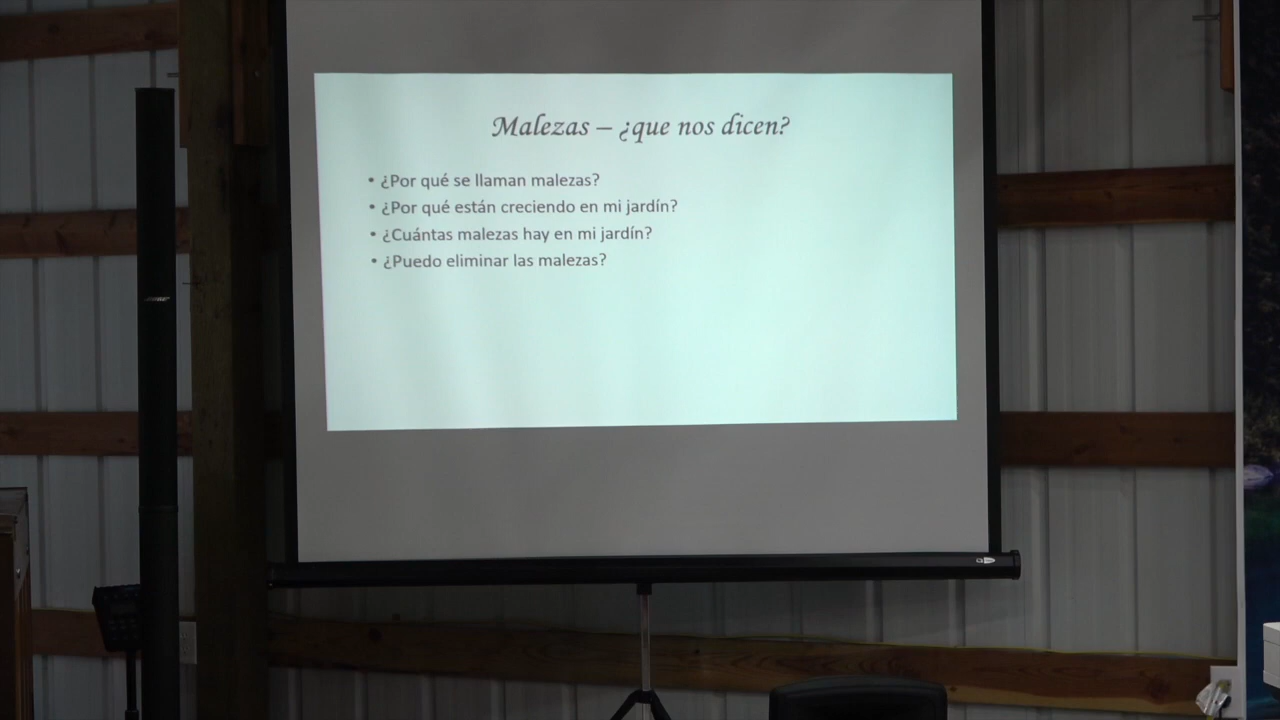 Malezas – ¿que nos dicen?
• ¿Por qué se llaman malezas?
• ¿Por qué están creciendo en mi jardín?
• ¿Cuántas malezas hay en mi jardín?
• ¿Puedo eliminar las malezas?